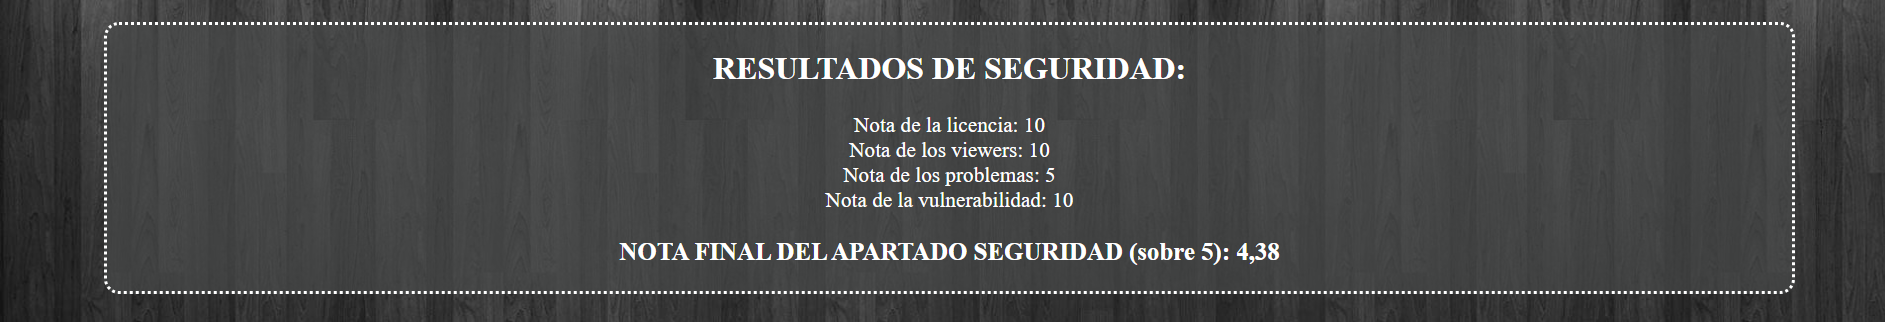 RESULTADOS DE SEGURIDAD:
Nota de la licencia: 10
Nota de los viewers: 10
Nota de los problemas: 5
Nota de la vulnerabilidad: 10
NOTA FINAL DEL APARTADO SEGURIDAD (sobre 5): 4,38